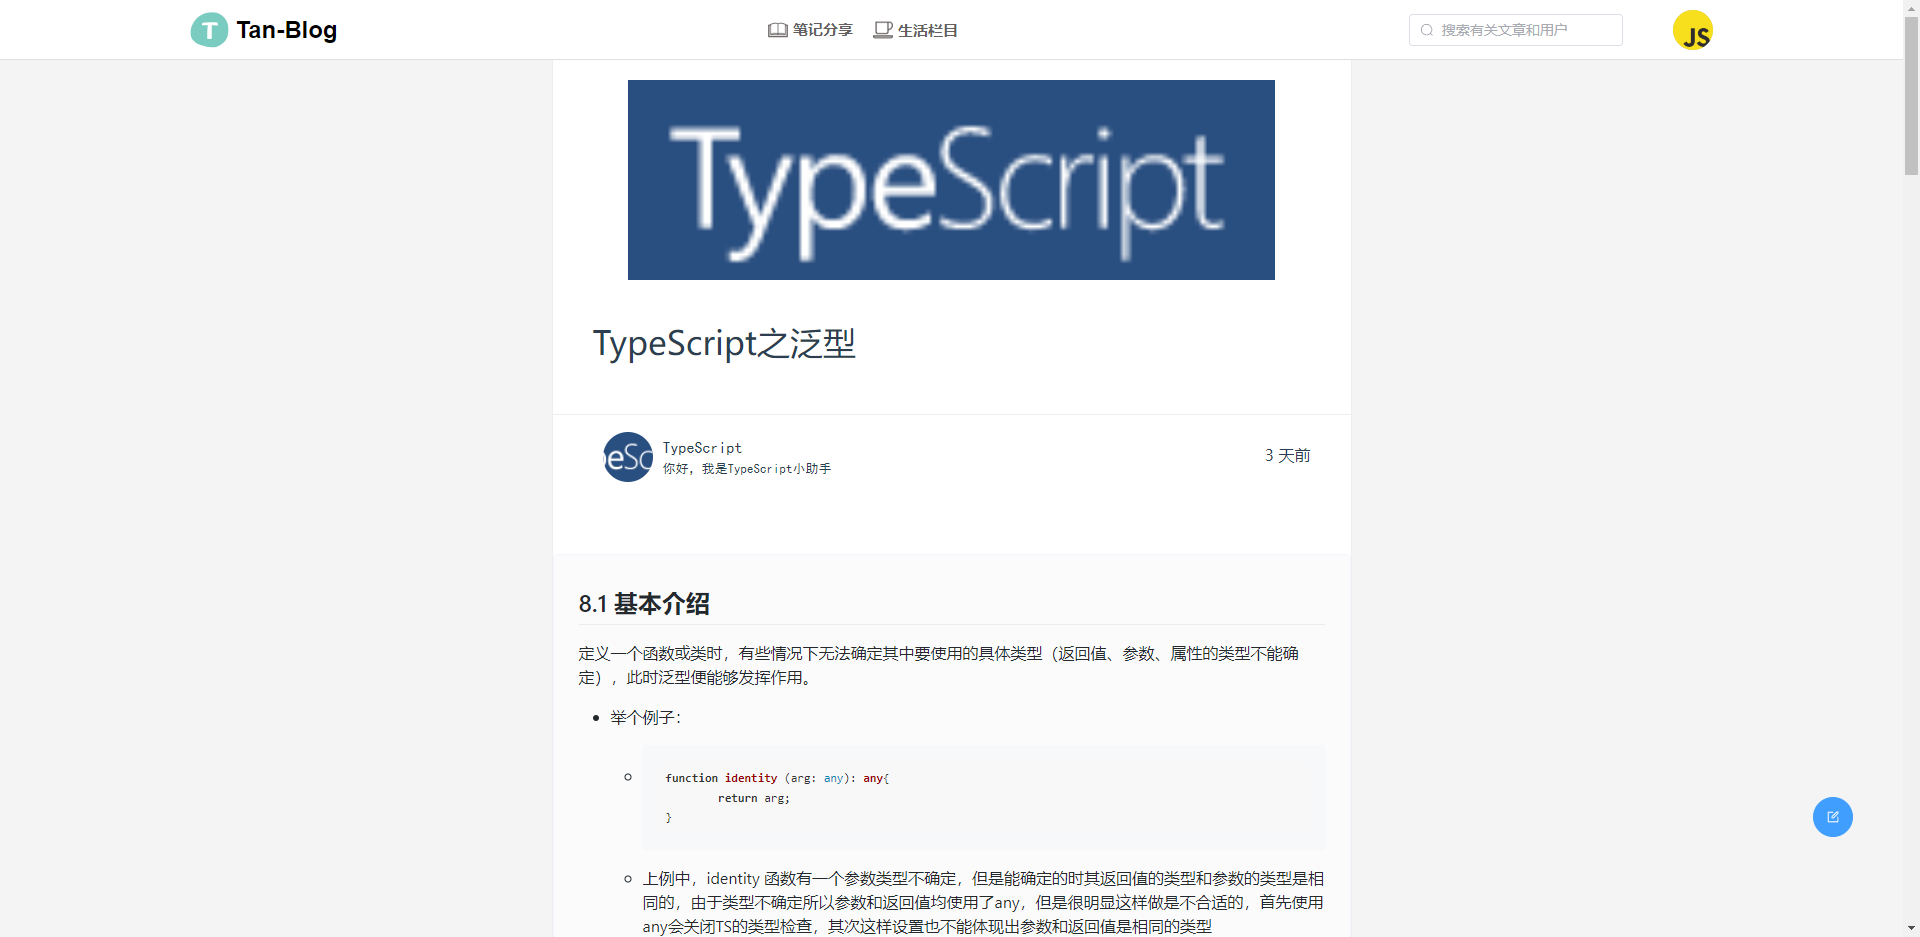 T Tan-Blog 笔记分享 生活栏目 搜索有关文章和用户 JS
TypeScript
TypeScript之泛型
eSc
TypeScript
你好，我是TypeScript小助手
3 天前
8.1 基本介绍
定义一个函数或类时，有些情况下无法确定其中要使用的具体类型（返回值、参数、属性的类型不能确
定），此时泛型便能够发挥作用。
举个例子：
function identity (arg: any): any{
return arg;
}
上例中，identity 函数有一个参数类型不确定，但是能确定的时其返回值的类型和参数的类型是相
同的，由于类型不确定所以参数和返回值均使用了any，但是很明显这样做是不合适的，首先使用
any会关闭TS的类型检查，其次这样设置也不能体现出参数和返回值是相同的类型